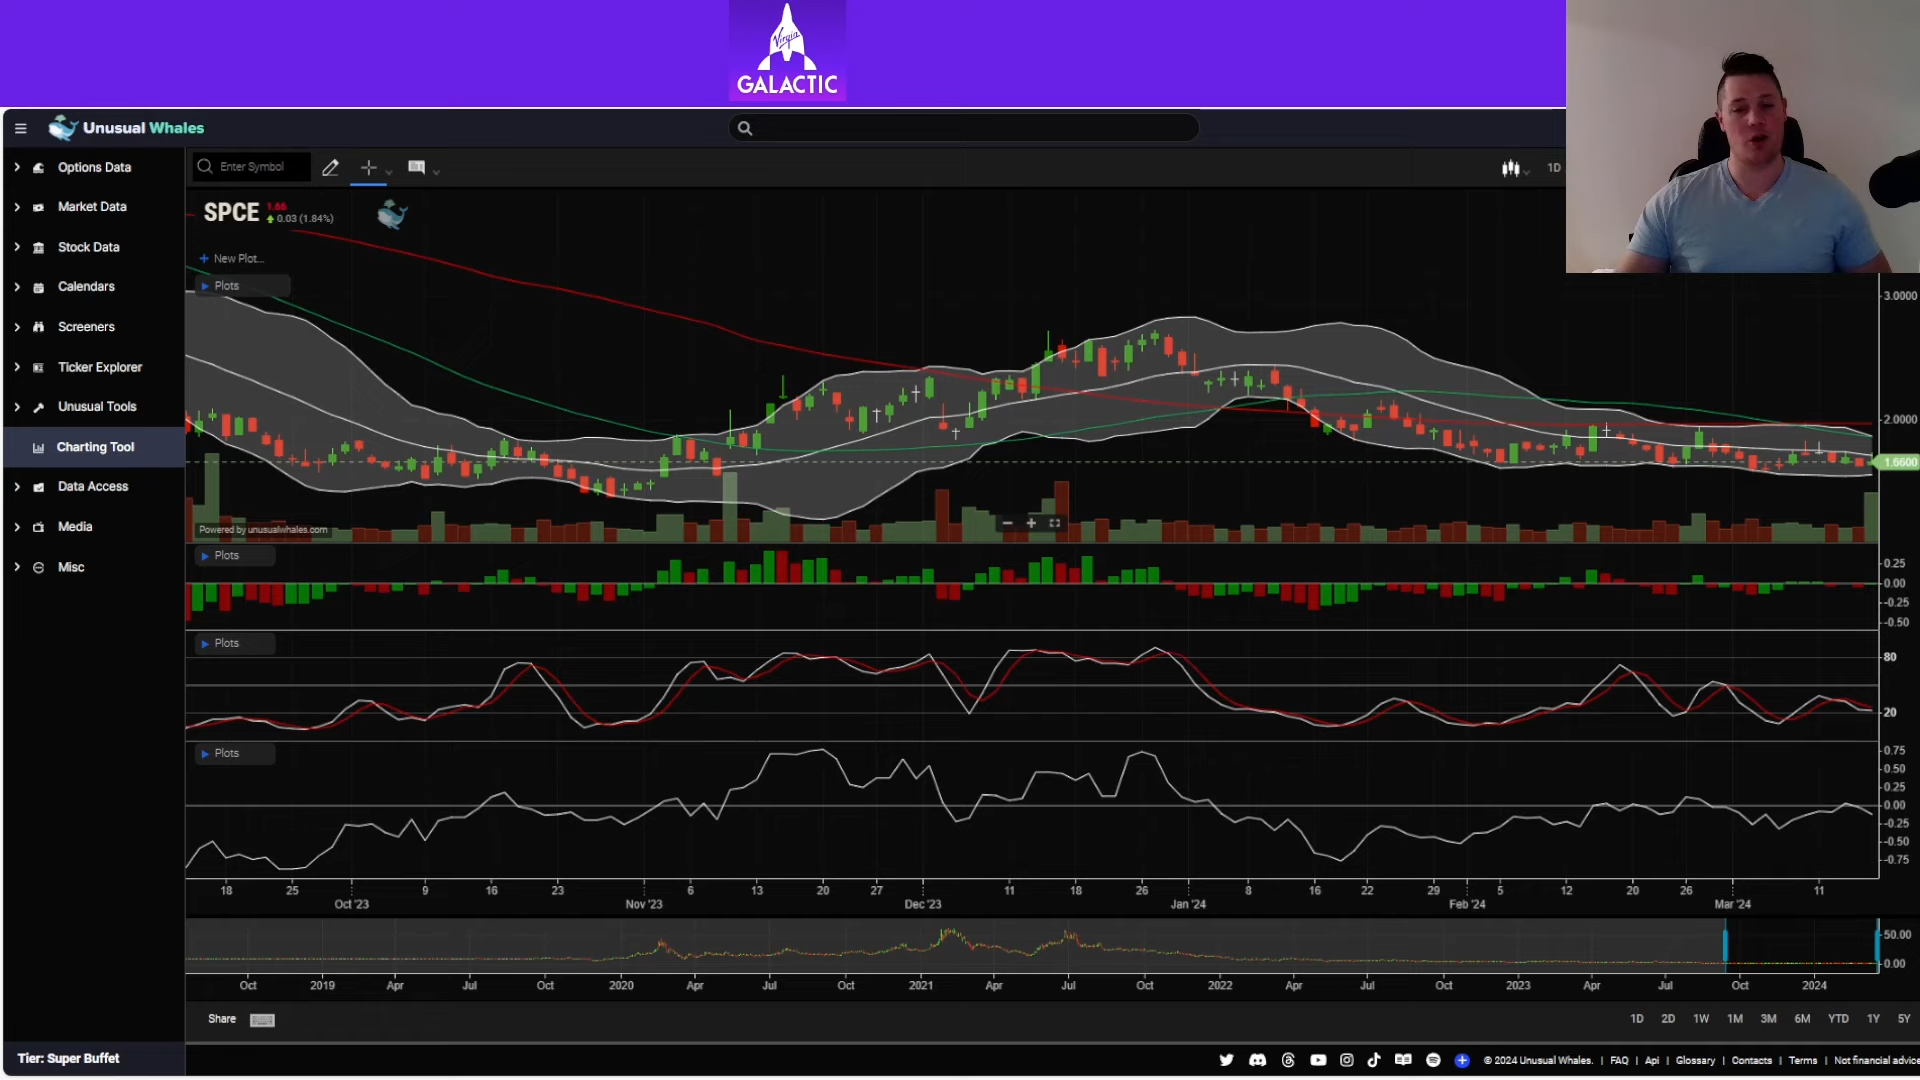 Virgin
GALACTIC
Unusual Whales
Options Data
Market Data
Stock Data
Calendars
Screeners
Ticker Explorer
Unusual Tools
Charting Tool
Data Access
Media
Misc
Tier: Super Buffet
Enter Symbol
1D
SPCE 1.66
0.03 (1.84%)
New Plot...
Plots
3.0000
2.0000
1.6600
Powered by unusualwhales.com
Plots
0.25
0.00
-0.25
-0.50
Plots
80
20
Plots
0.75
0.50
0.25
0.00
-0.25
-0.50
-0.75
18 25 9 16 23 6 13 20 27 11 18 26 8 16 22 29 5 12 20 26 11
Oct '23 Nov '23 Dec '23 Jan '24 Feb '24 Mar '24
50.00
0.00
Oct 2019 Apr Jul Oct 2020 Apr Jul Oct 2021 Apr Jul Oct 2022 Apr Jul Oct 2023 Apr Jul Oct 2024
Share
1D 2D 1W 1M 3M 6M YTD 1Y 5Y
© 2024 Unusual Whales. | FAQ | Api | Glossary | Contacts | Terms | Not financial advice